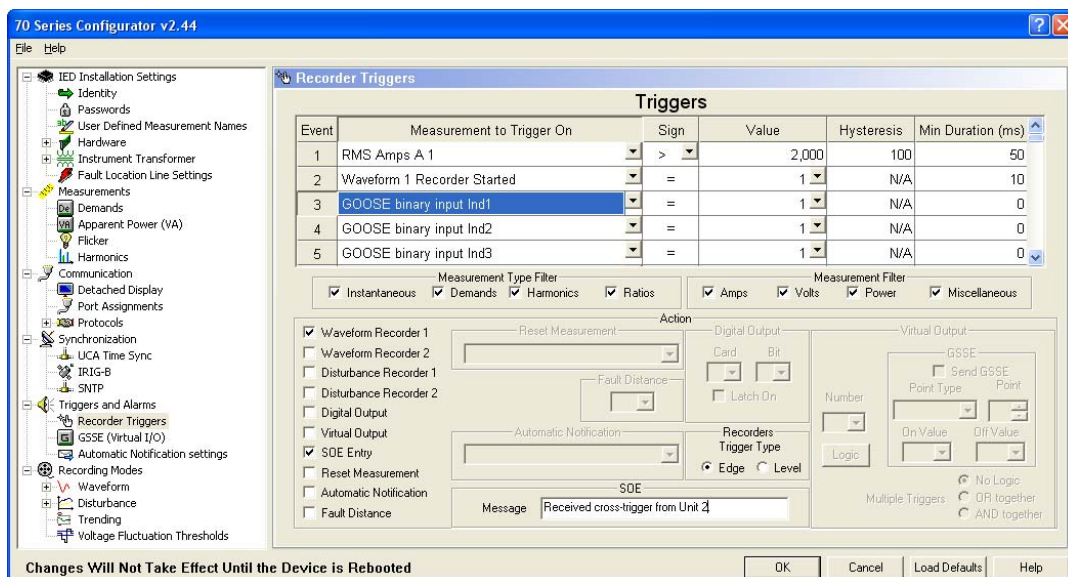 70 Series Configurator v2.44
File Help
IED Installation Settings
Identity
Passwords
User Defined Measurement Names
Hardware
Instrument Transformer
Fault Location Line Settings
Measurements
De Demands
VA Apparent Power (VA)
Flicker
Harmonics
Communication
Detached Display
Port Assignments
Protocols
Synchronization
UCA Time Sync
IRIG-B
SNTP
Triggers and Alarms
Recorder Triggers
G GSSE (Virtual I/O)
Automatic Notification settings
Recording Modes
Waveform
Disturbance
Trending
Voltage Fluctuation Thresholds
Recorder Triggers
Triggers
Event Measurement to Trigger On Sign Value Hysteresis Min Duration (ms)
1 RMS Amps A 1 > 2,000 100 50
2 Waveform 1 Recorder Started = 1 N/A 10
3 GOOSE binary input Ind1 = 1 N/A 0
4 GOOSE binary input Ind2 = 1 N/A 0
5 GOOSE binary input Ind3 = 1 N/A 0
Measurement Type Filter
Instantaneous Demands Harmonics Ratios
Measurement Filter
Amps Volts Power Miscellaneous
Action
Waveform Recorder 1
Waveform Recorder 2
Disturbance Recorder 1
Disturbance Recorder 2
Digital Output
Virtual Output
SOE Entry
Reset Measurement
Automatic Notification
Fault Distance
Reset Measurement
Fault Distance
Automatic Notification
Digital Output
Card Bit
Latch On
Recorders
Trigger Type
Edge Level
SOE
Message Received cross-trigger from Unit 2
Virtual Output
Number
Logic
GSSE
Send GSSE
Point Type Point
On Value Off Value
Multiple Triggers
No Logic
OR together
AND together
Changes Will Not Take Effect Until the Device is Rebooted
OK Cancel Load Defaults Help